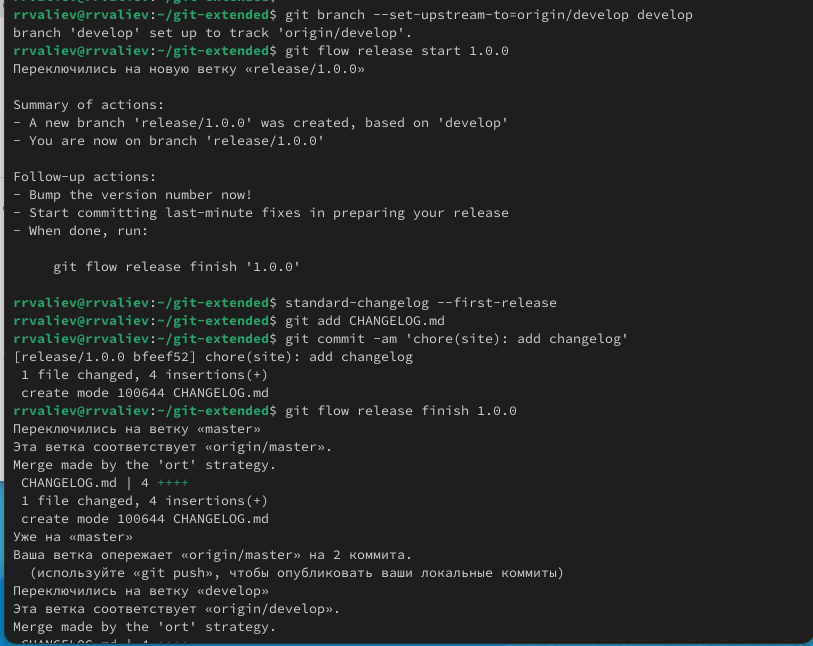 rrvaliev@rrvaliev:~/git-extended$ git branch --set-upstream-to=origin/develop develop
branch 'develop' set up to track 'origin/develop'.
rrvaliev@rrvaliev:~/git-extended$ git flow release start 1.0.0
Переключились на новую ветку «release/1.0.0»

Summary of actions:
- A new branch 'release/1.0.0' was created, based on 'develop'
- You are now on branch 'release/1.0.0'

Follow-up actions:
- Bump the version number now!
- Start committing last-minute fixes in preparing your release
- When done, run:

     git flow release finish '1.0.0'

rrvaliev@rrvaliev:~/git-extended$ standard-changelog --first-release
rrvaliev@rrvaliev:~/git-extended$ git add CHANGELOG.md
rrvaliev@rrvaliev:~/git-extended$ git commit -am 'chore(site): add changelog'
[release/1.0.0 bfeef52] chore(site): add changelog
 1 file changed, 4 insertions(+)
 create mode 100644 CHANGELOG.md
rrvaliev@rrvaliev:~/git-extended$ git flow release finish 1.0.0
Переключились на ветку «master»
Эта ветка соответствует «origin/master».
Merge made by the 'ort' strategy.
 CHANGELOG.md | 4 ++++
 1 file changed, 4 insertions(+)
 create mode 100644 CHANGELOG.md
Уже на «master»
Ваша ветка опережает «origin/master» на 2 коммита.
  (используйте «git push», чтобы опубликовать ваши локальные коммиты)
Переключились на ветку «develop»
Эта ветка соответствует «origin/develop».
Merge made by the 'ort' strategy.
 CHANGELOG.md | 4 ++++